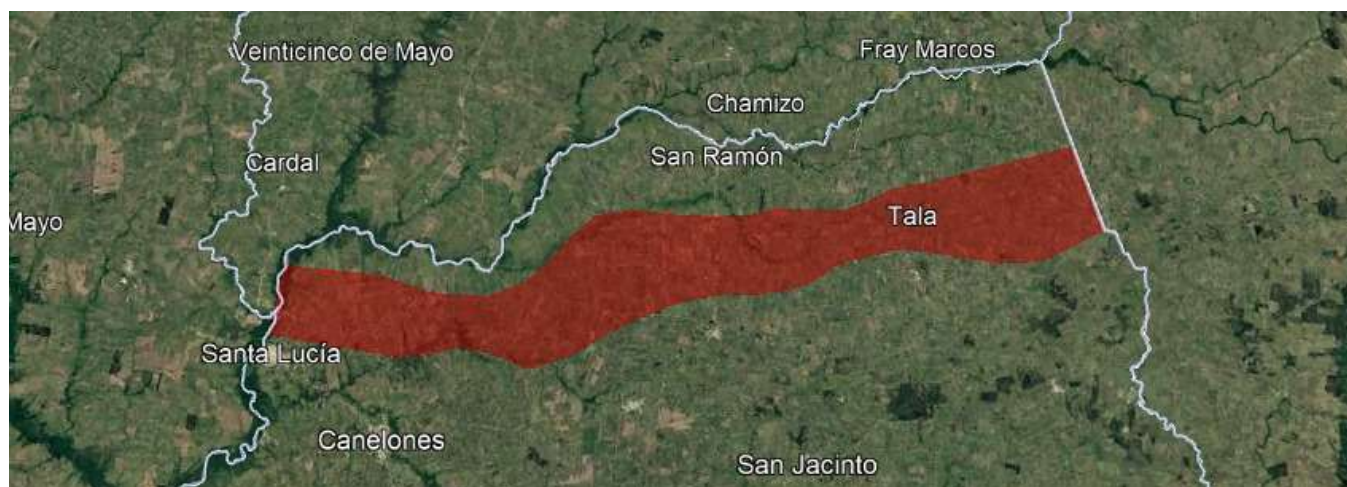 Veinticinco de Mayo
Fray Marcos
Chamizo
Cardal
San Ramón
Mayo
Tala
Santa Lucía
Canelones
San Jacinto